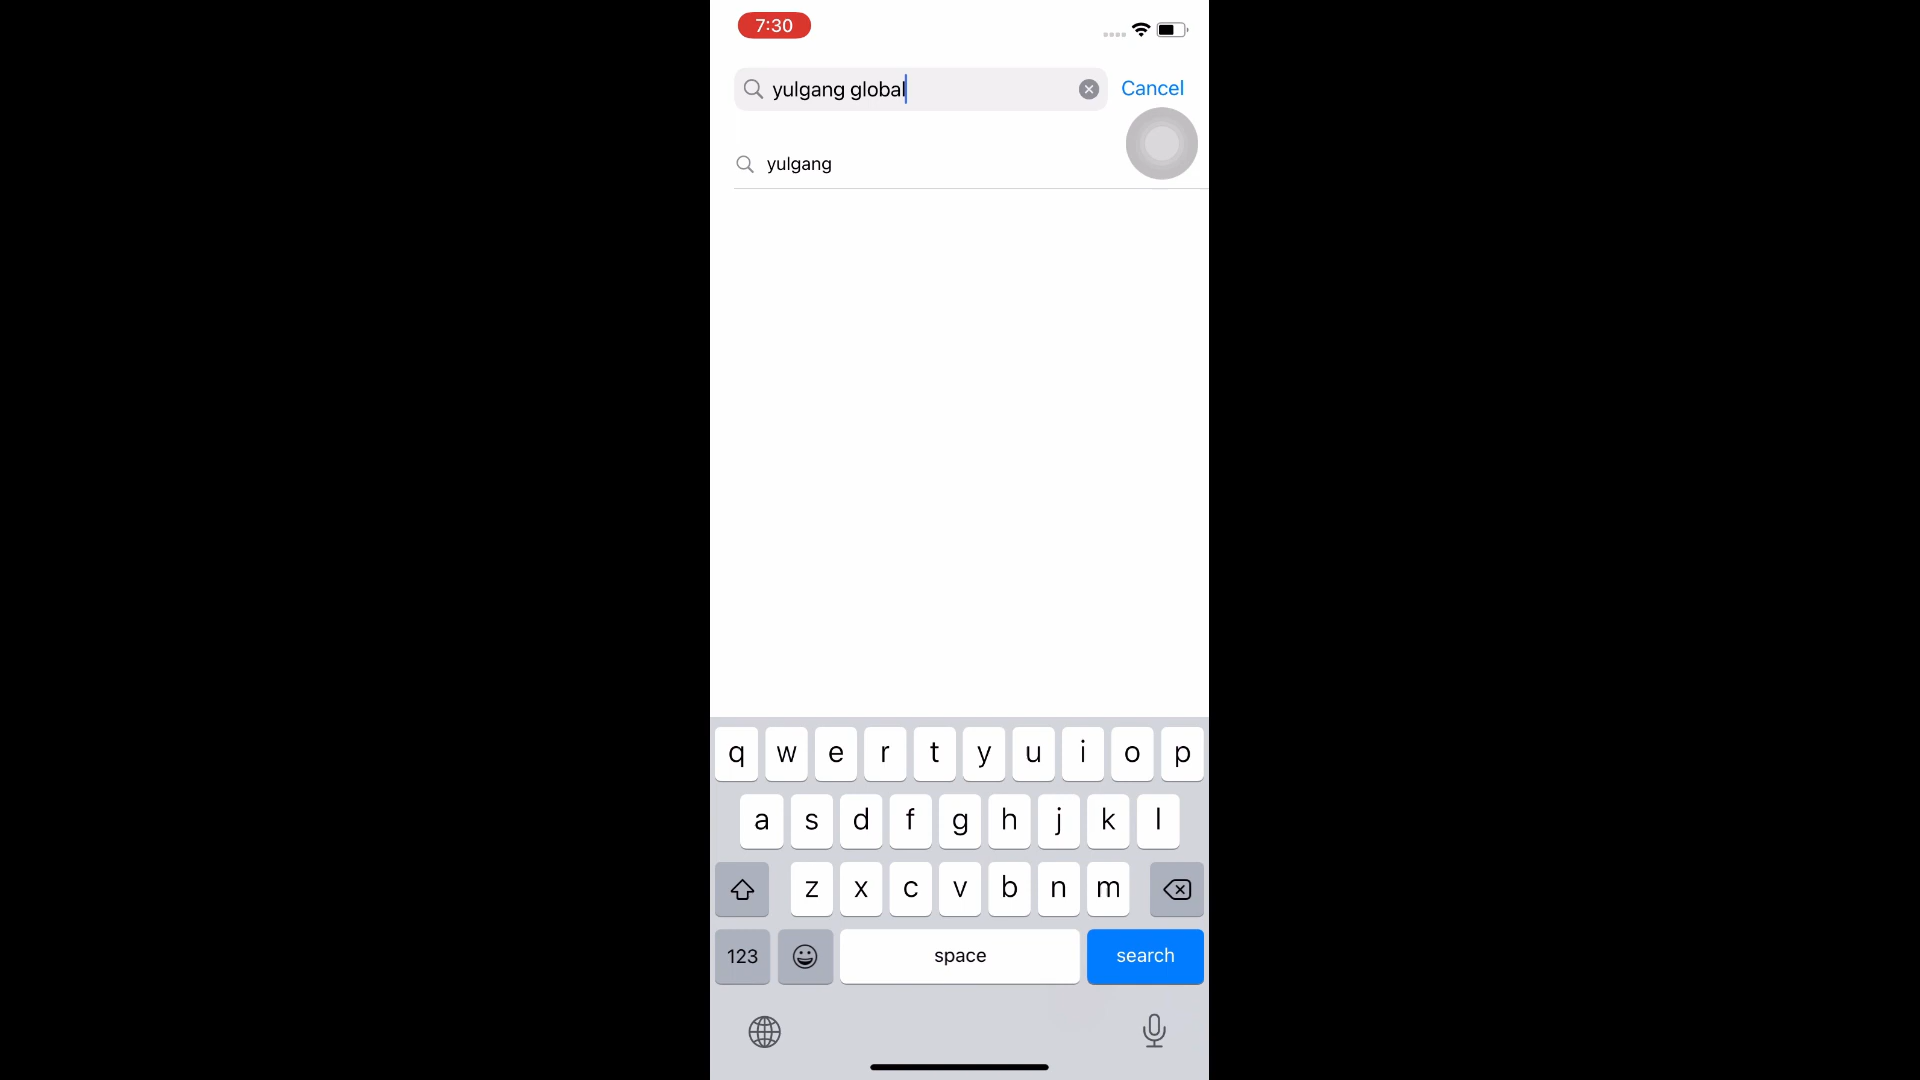 7:30
yulgang global
Cancel
yulgang
q w e r t y u i o p
a s d f g h j k l
z x c v b n m
123 space search